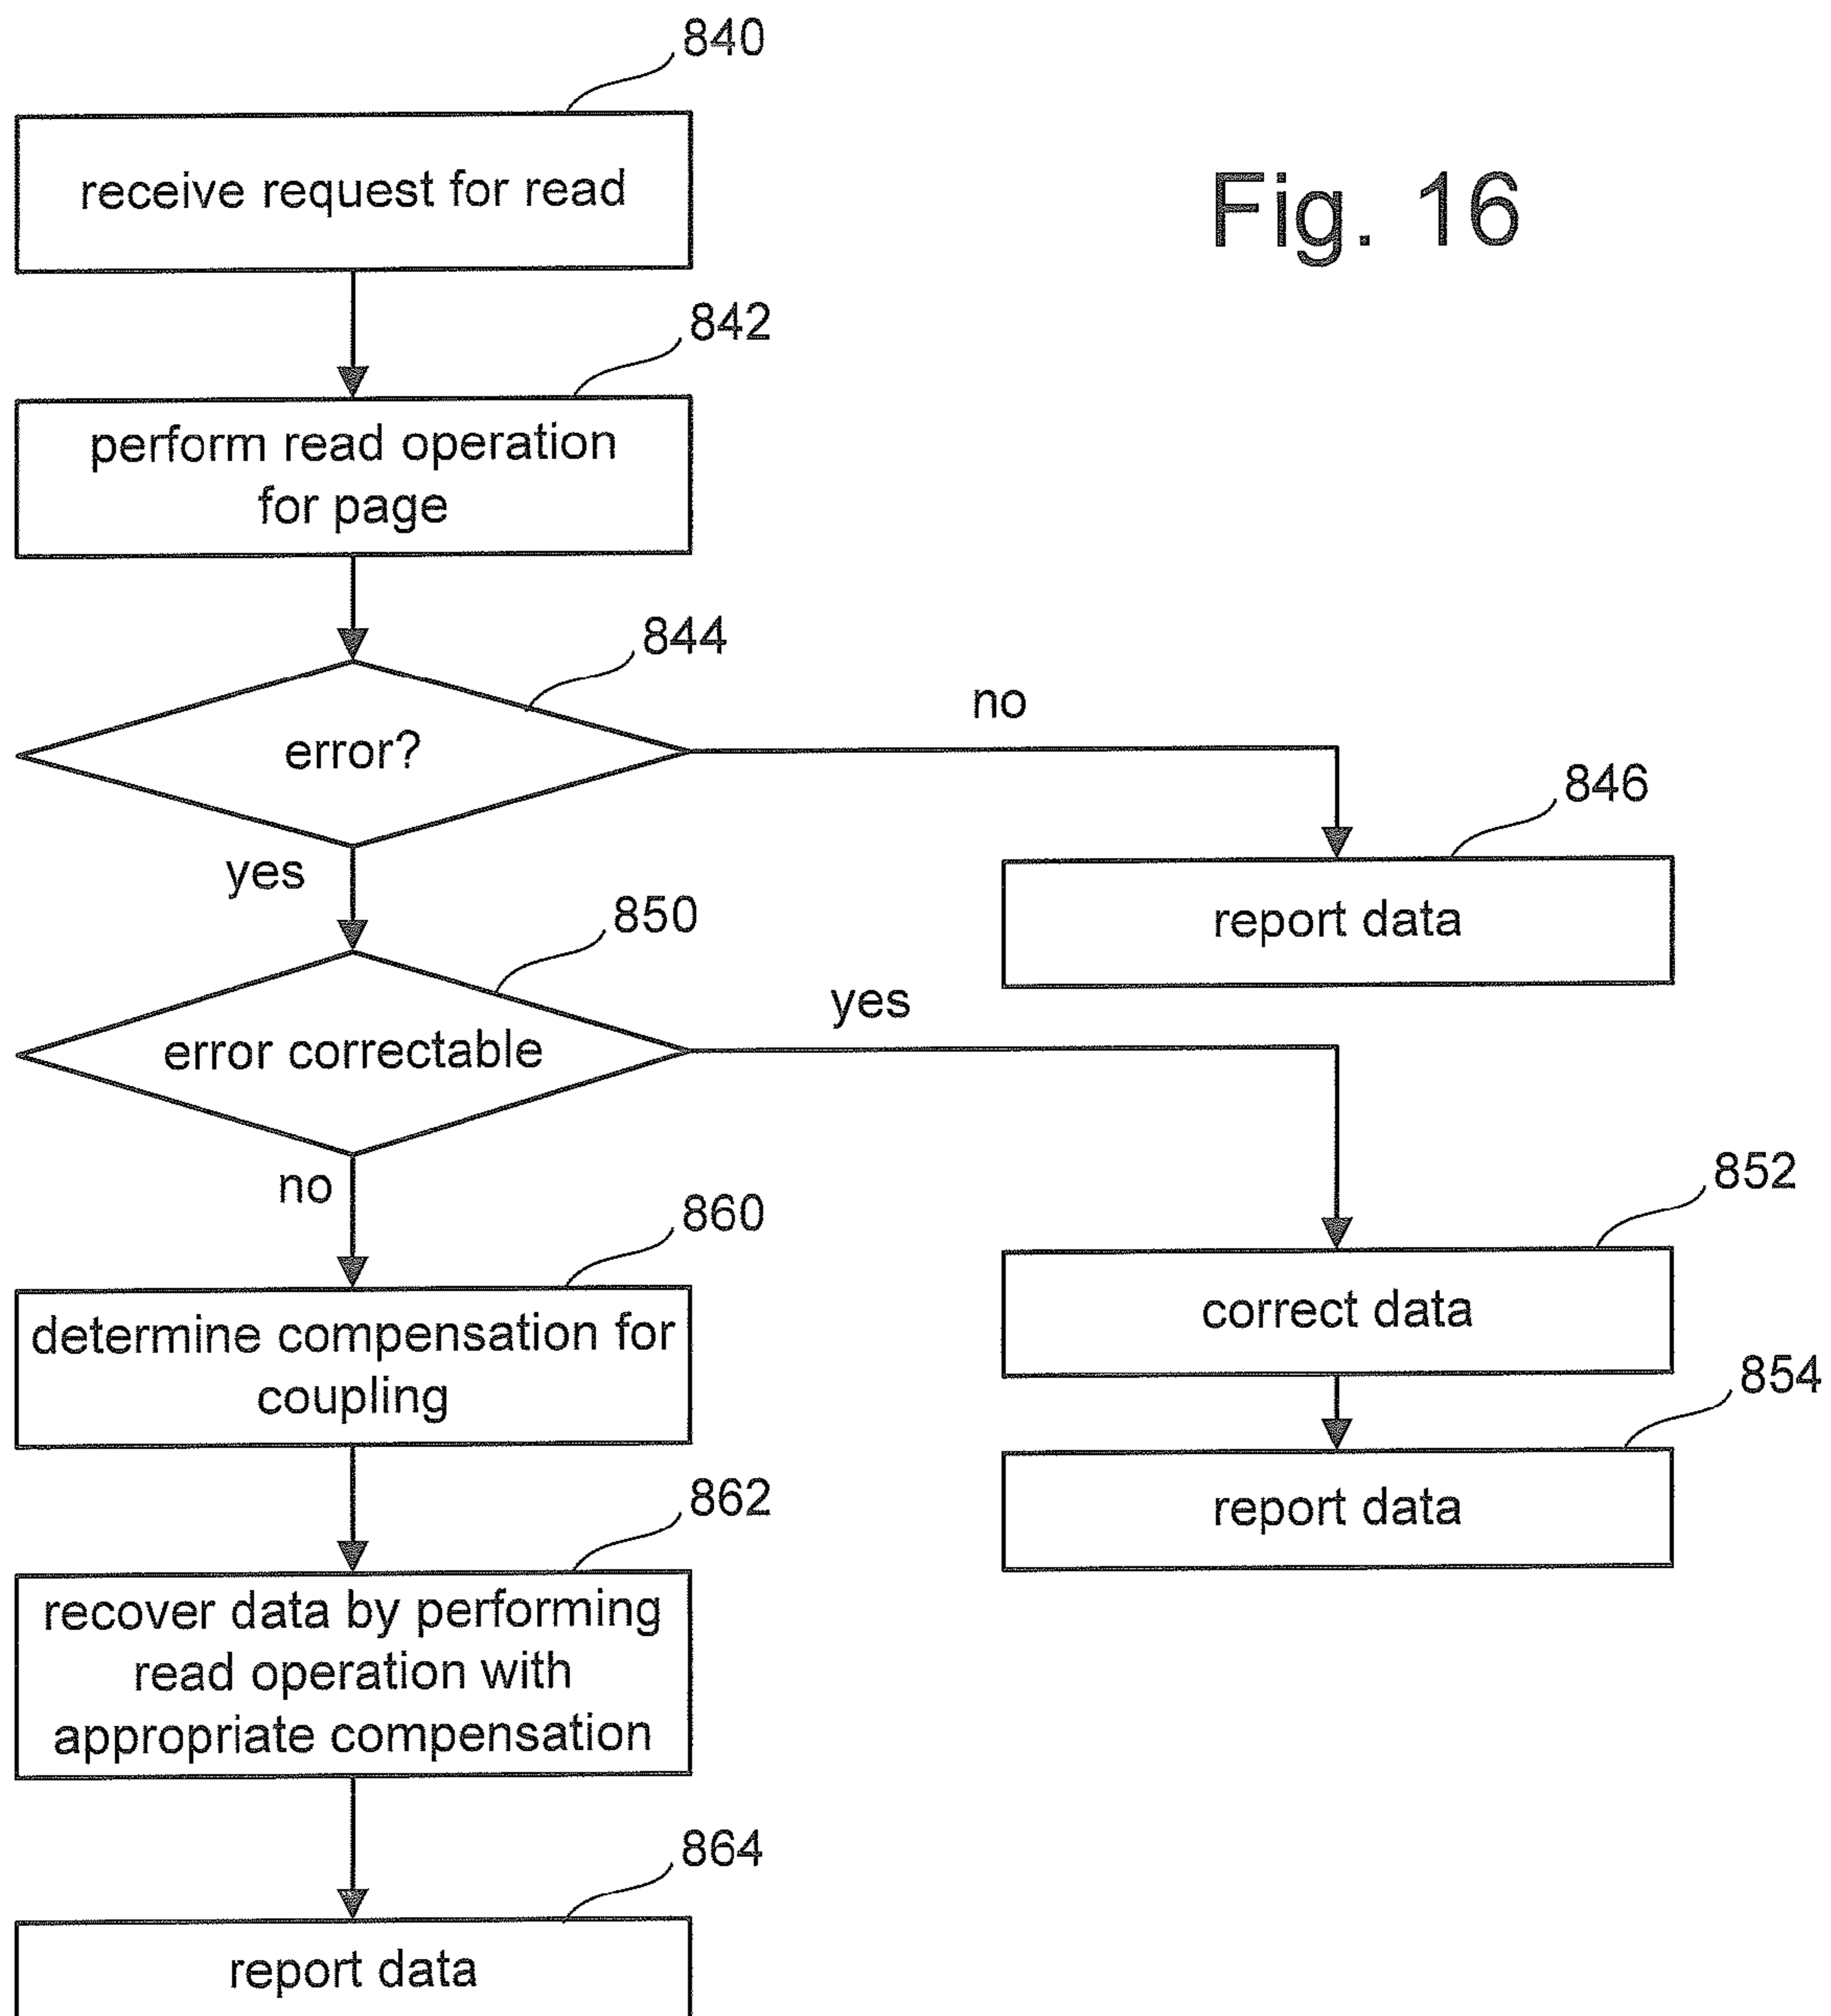 840
receive request for read
Fig. 16
842
perform read operation
for page
844
error?
no
846
report data
yes
850
error correctable
yes
852
correct data
854
report data
no
860
determine compensation for
coupling
862
recover data by performing
read operation with
appropriate compensation
864
report data